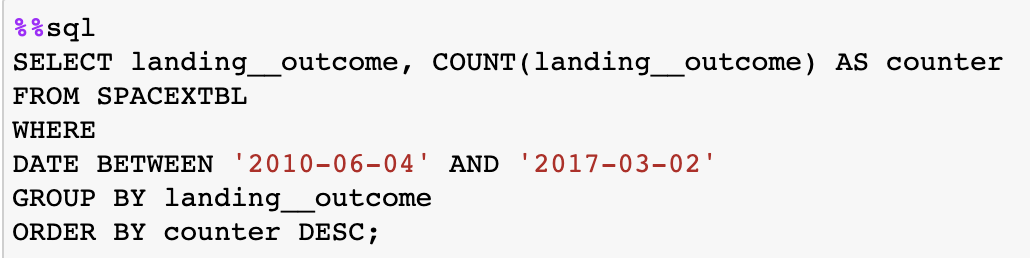 %%sql
SELECT landing__outcome, COUNT(landing__outcome) AS counter
FROM SPACEXTBL
WHERE
DATE BETWEEN '2010-06-04' AND '2017-03-02'
GROUP BY landing__outcome
ORDER BY counter DESC;